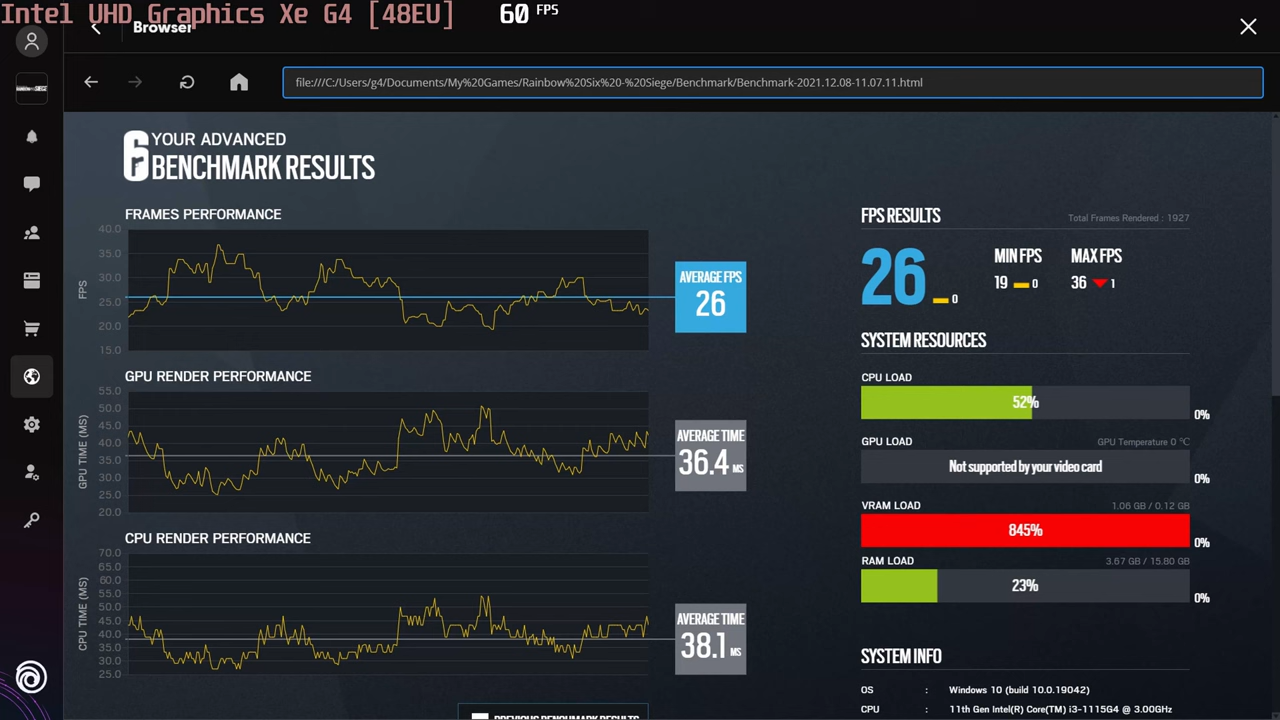 Intel UHD Graphics Xe G4 [48EU] 60 FPS
Browser
file:///C:/Users/g4/Documents/My%20Games/Rainbow%20Six%20-%20Siege/Benchmark/Benchmark-2021.12.08-11.07.11.html
YOUR ADVANCED
BENCHMARK RESULTS
FRAMES PERFORMANCE
FPS
40.0
35.0
30.0
25.0
20.0
15.0
AVERAGE FPS
26
GPU RENDER PERFORMANCE
GPU TIME (MS)
55.0
50.0
45.0
40.0
35.0
30.0
25.0
20.0
AVERAGE TIME
36.4 MS
CPU RENDER PERFORMANCE
CPU TIME (MS)
70.0
65.0
60.0
55.0
50.0
45.0
40.0
35.0
30.0
25.0
AVERAGE TIME
38.1 MS
PREVIOUS BENCHMARK RESULTS
FPS RESULTS
Total Frames Rendered : 1927
26 0
MIN FPS
19 0
MAX FPS
36 1
SYSTEM RESOURCES
CPU LOAD
52%
0%
GPU LOAD
GPU Temperature 0 °C
Not supported by your video card
0%
VRAM LOAD
1.06 GB / 0.12 GB
845%
0%
RAM LOAD
3.67 GB / 15.80 GB
23%
0%
SYSTEM INFO
OS : Windows 10 (build 10.0.19042)
CPU : 11th Gen Intel(R) Core(TM) i3-1115G4 @ 3.00GHz